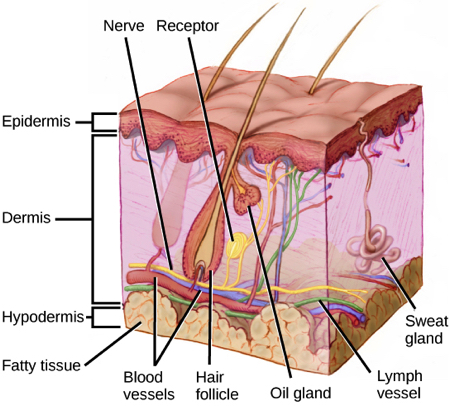 Nerve
Receptor
Epidermis
Dermis
Hypodermis
Fatty tissue
Blood
vessels
Hair
follicle
Oil gland
Lymph
vessel
Sweat
gland